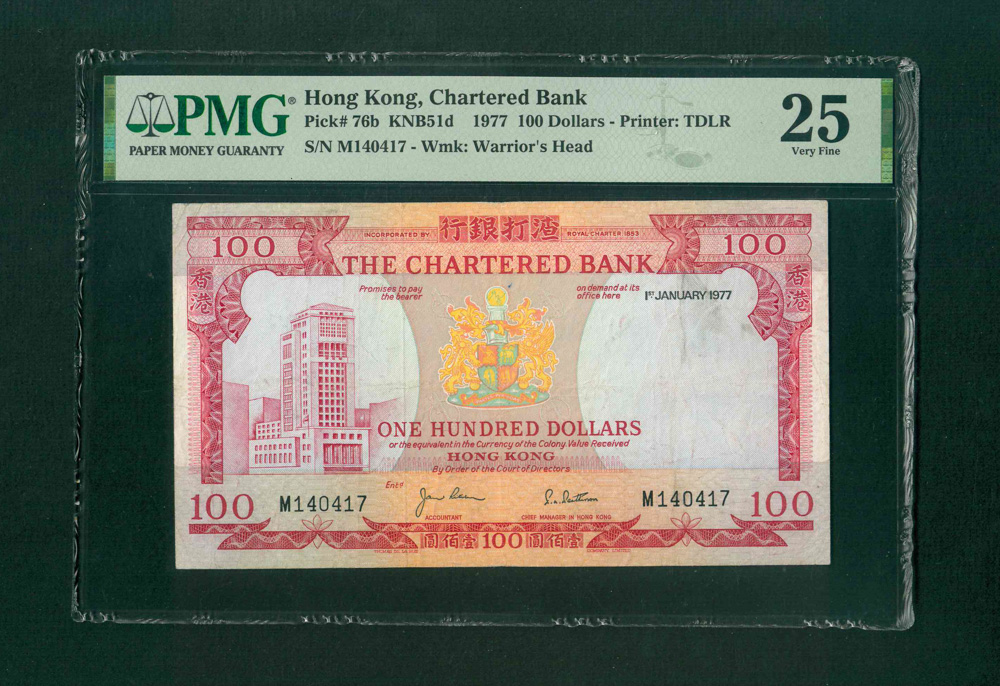 PMG®
PAPER MONEY GUARANTY
Hong Kong, Chartered Bank
Pick# 76b KNB51d 1977 100 Dollars - Printer: TDLR
S/N M140417 - Wmk: Warrior's Head
25
Very Fine
行銀打渣
INCORPORATED BY ROYAL CHARTER 1853
100 100
THE CHARTERED BANK
香港 香港
Promises to pay the bearer
on demand at its office here
1ST JANUARY 1977
ONE HUNDRED DOLLARS
or the equivalent in the Currency of the Colony Value Received
HONG KONG
By Order of the Court of Directors
Entd
100 M140417 M140417 100
ACCOUNTANT CHIEF MANAGER IN HONG KONG
圓佰壹 100 圓佰壹